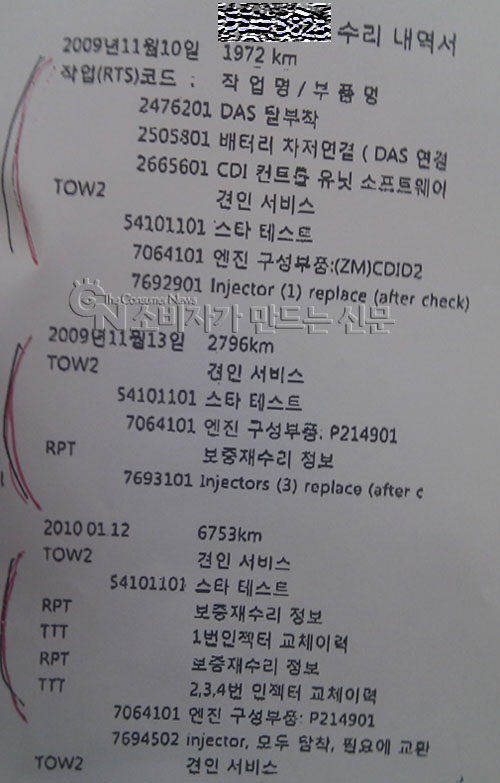 수리 내역서
2009년11월10일 1972 km
작업(RTS)코드 : 작 업 명 / 부 품 명
2476201 DAS 탈부착
2505801 배터리 차저연결 ( DAS 연결
2665601 CDI 컨트롤 유닛 소프트웨어
TOW2 견인 서비스
54101101 스타 테스트
7064101 엔진 구성부품:(ZM)CDID2
7692901 Injector (1) replace (after check)
The Consumer News
소비자가 만드는 신문
2009년11월13일 2796km
TOW2 견인 서비스
54101101 스타 테스트
7064101 엔진 구성부품: P214901
RPT 보증재수리 정보
7693101 Injectors (3) replace (after c
2010 01.12 6753km
TOW2 견인 서비스
54101101 스타 테스트
RPT 보증재수리 정보
TTT 1번인젝터 교체이력
RPT 보증재수리 정보
TTT 2,3,4번 인젝터 교체이력
7064101 엔진 구성부품: P214901
7694502 injector, 모두 탈착, 필요에 교환
TOW2 견인 서비스